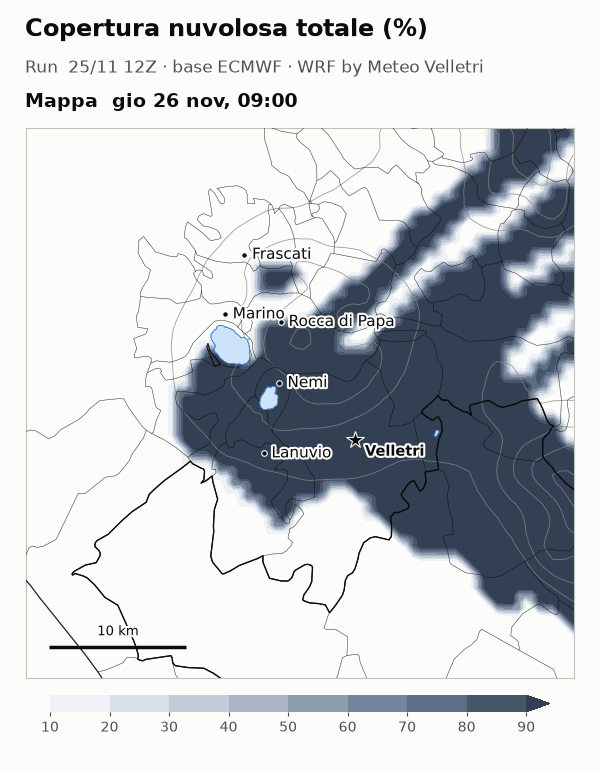 Copertura nuvolosa totale (%)
Run  25/11 12Z · base ECMWF · WRF by Meteo Velletri
Mappa  gio 26 nov, 09:00
Frascati
Marino
Rocca di Papa
Nemi
Velletri
Lanuvio
10 km
10 20 30 40 50 60 70 80 90